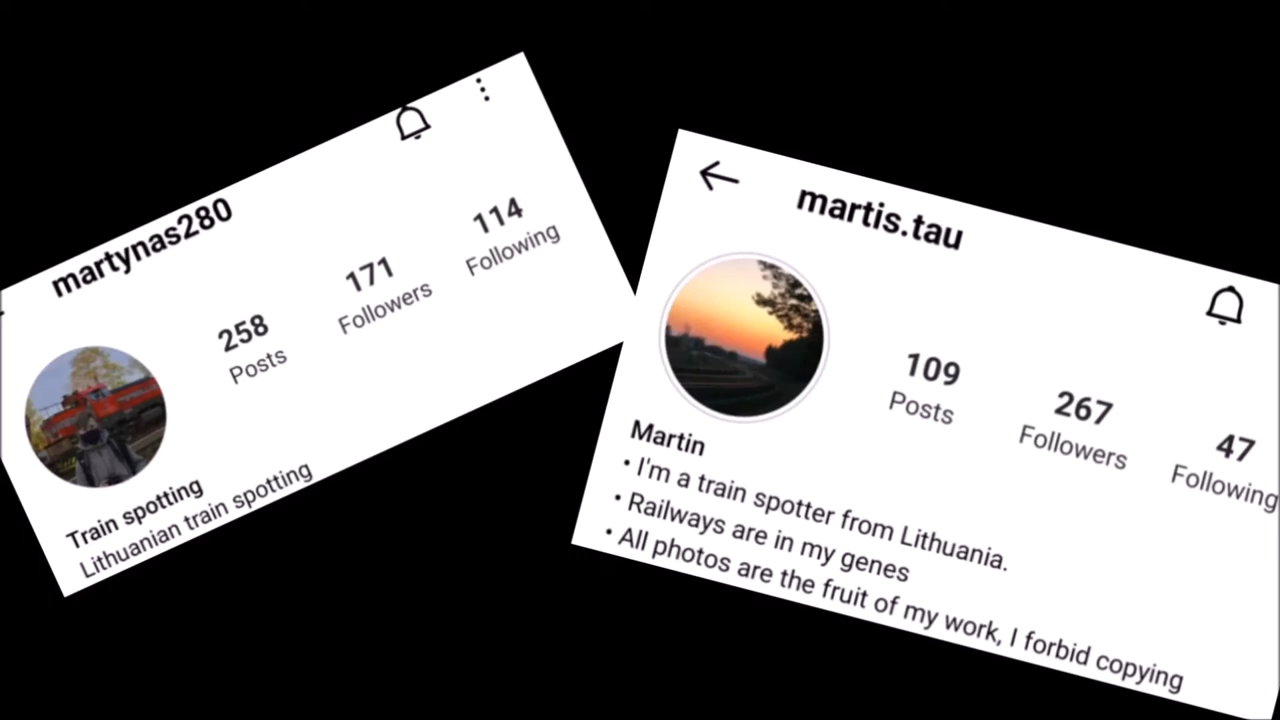 martynas280
258 171 114
Posts Followers Following
Train spotting
Lithuanian train spotting
martis.tau
109 267 47
Posts Followers Following
Martin
• I'm a train spotter from Lithuania.
• Railways are in my genes
• All photos are the fruit of my work, I forbid copying